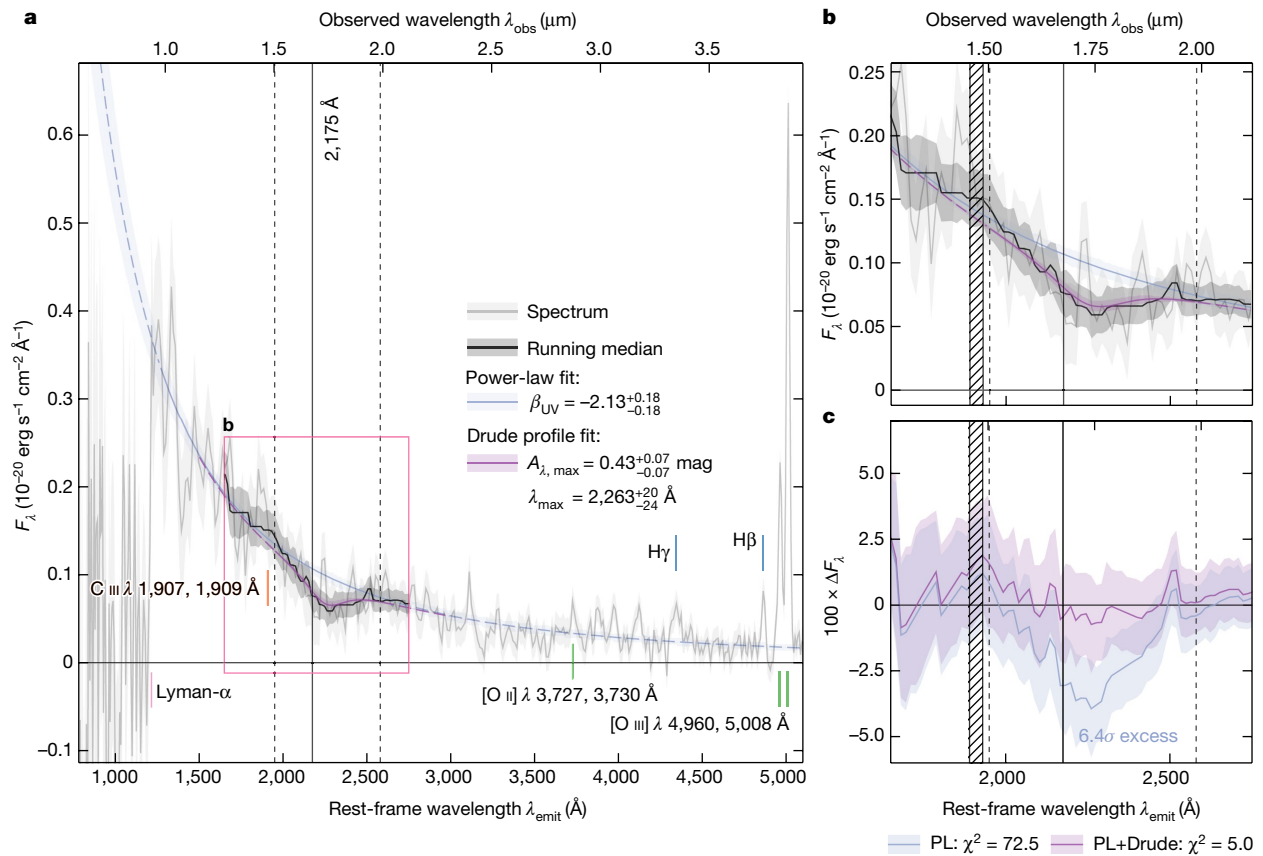 a
Observed wavelength λobs (μm)
1.0 1.5 2.0 2.5 3.0 3.5
2,175 Å
0.6
0.5
0.4
0.3
0.2
0.1
0
−0.1
Fλ (10−20 erg s−1 cm−2 Å−1)
Spectrum
Running median
Power-law fit:
βUV = −2.13+0.18−0.18
Drude profile fit:
Aλ, max = 0.43+0.07−0.07 mag
λmax = 2,263+20−24 Å
b
C III λ 1,907, 1,909 Å
Hγ
Hβ
Lyman-α
[O II] λ 3,727, 3,730 Å
[O III] λ 4,960, 5,008 Å
1,000 1,500 2,000 2,500 3,000 3,500 4,000 4,500 5,000
Rest-frame wavelength λemit (Å)
b
Observed wavelength λobs (μm)
1.50 1.75 2.00
0.25
0.20
0.15
0.10
0.05
0
Fλ (10−20 erg s−1 cm−2 Å−1)
c
5.0
2.5
0
−2.5
−5.0
100 × ΔFλ
6.4σ excess
2,000 2,500
Rest-frame wavelength λemit (Å)
PL: χ2 = 72.5 PL+Drude: χ2 = 5.0